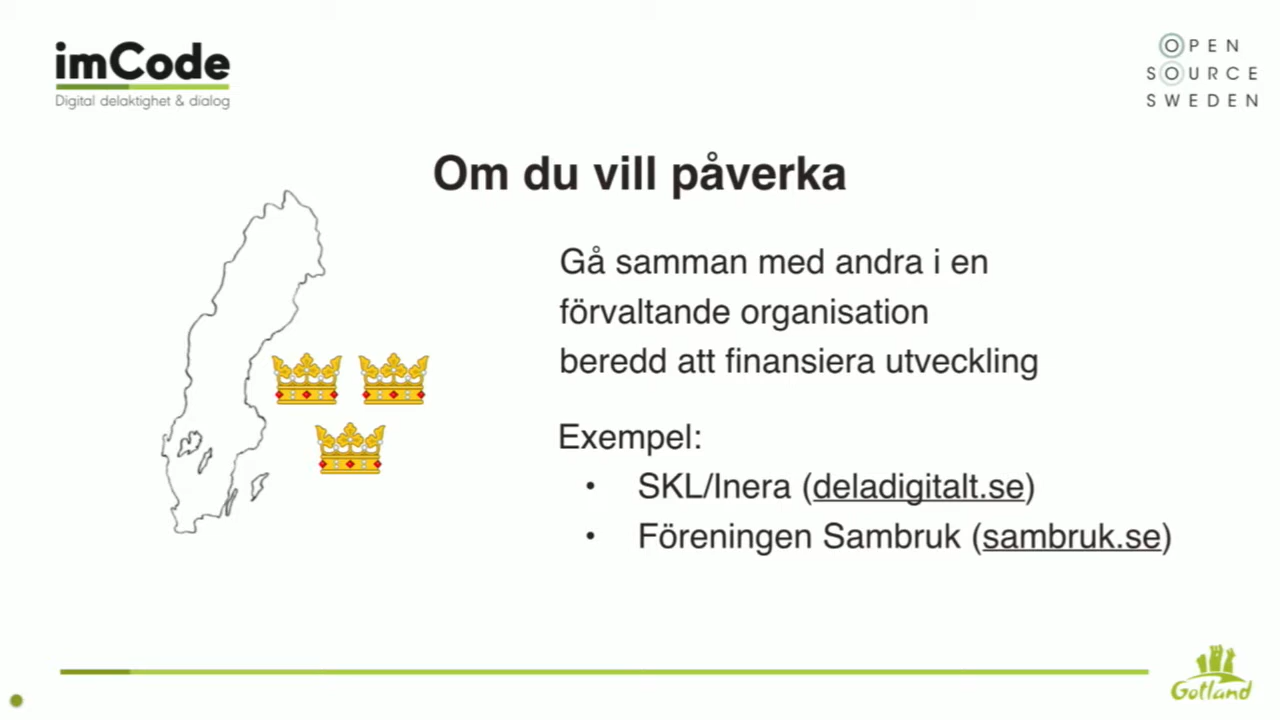 imCode
Digital delaktighet & dialog
OPEN
SOURCE
SWEDEN
Om du vill påverka
Gå samman med andra i en
förvaltande organisation
beredd att finansiera utveckling
Exempel:
• SKL/Inera (deladigitalt.se)
• Föreningen Sambruk (sambruk.se)
Gotland